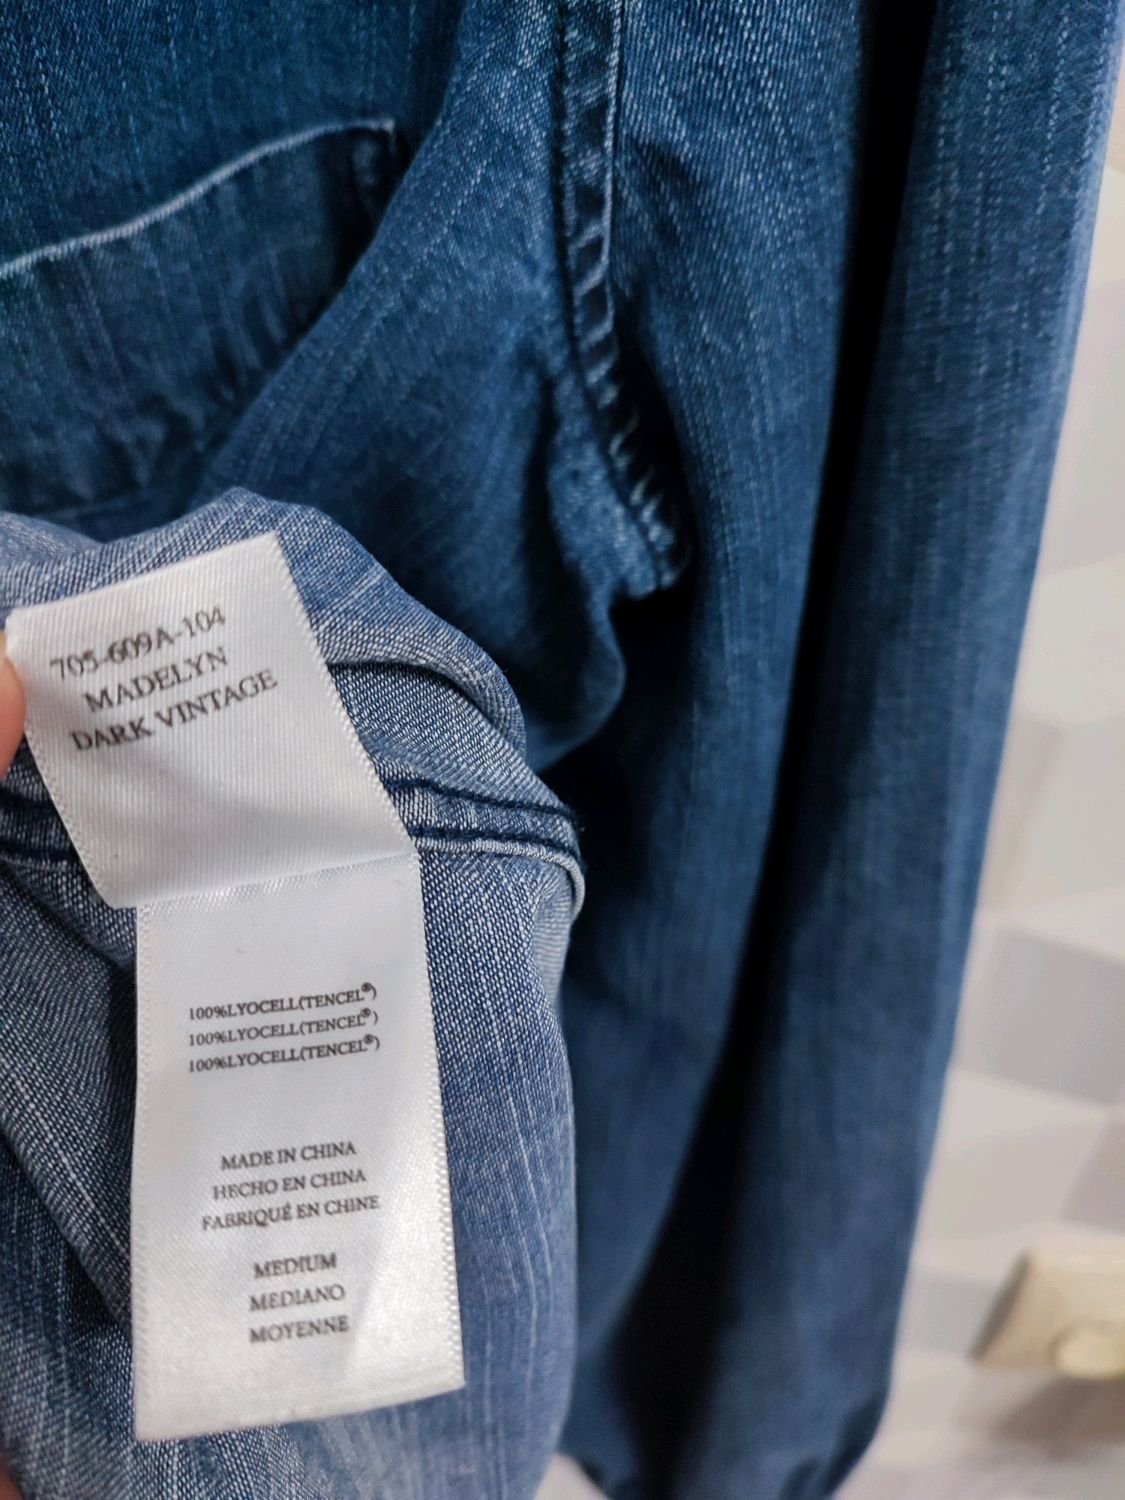 705-609A-104
MADELYN
DARK VINTAGE
100%LYOCELL(TENCEL®)
100%LYOCELL(TENCEL®)
100%LYOCELL(TENCEL®)
MADE IN CHINA
HECHO EN CHINA
FABRIQUÉ EN CHINE
MEDIUM
MEDIANO
MOYENNE